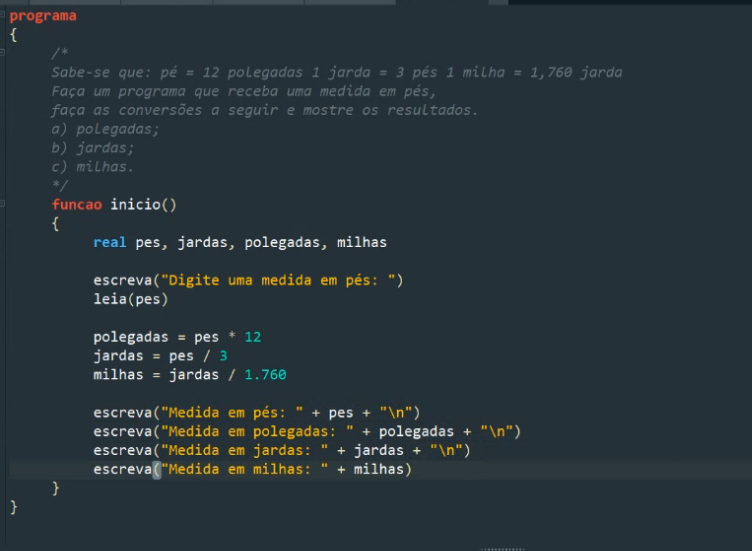 programa
{
/*
Sabe-se que: pé = 12 polegadas 1 jarda = 3 pés 1 milha = 1,760 jarda
Faça um programa que receba uma medida em pés,
faça as conversões a seguir e mostre os resultados.
a) polegadas;
b) jardas;
c) milhas.
*/
funcao inicio()
{
real pes, jardas, polegadas, milhas
escreva("Digite uma medida em pés: ")
leia(pes)
polegadas = pes * 12
jardas = pes / 3
milhas = jardas / 1.760
escreva("Medida em pés: " + pes + "\n")
escreva("Medida em polegadas: " + polegadas + "\n")
escreva("Medida em jardas: " + jardas + "\n")
escreva("Medida em milhas: " + milhas)
}
}